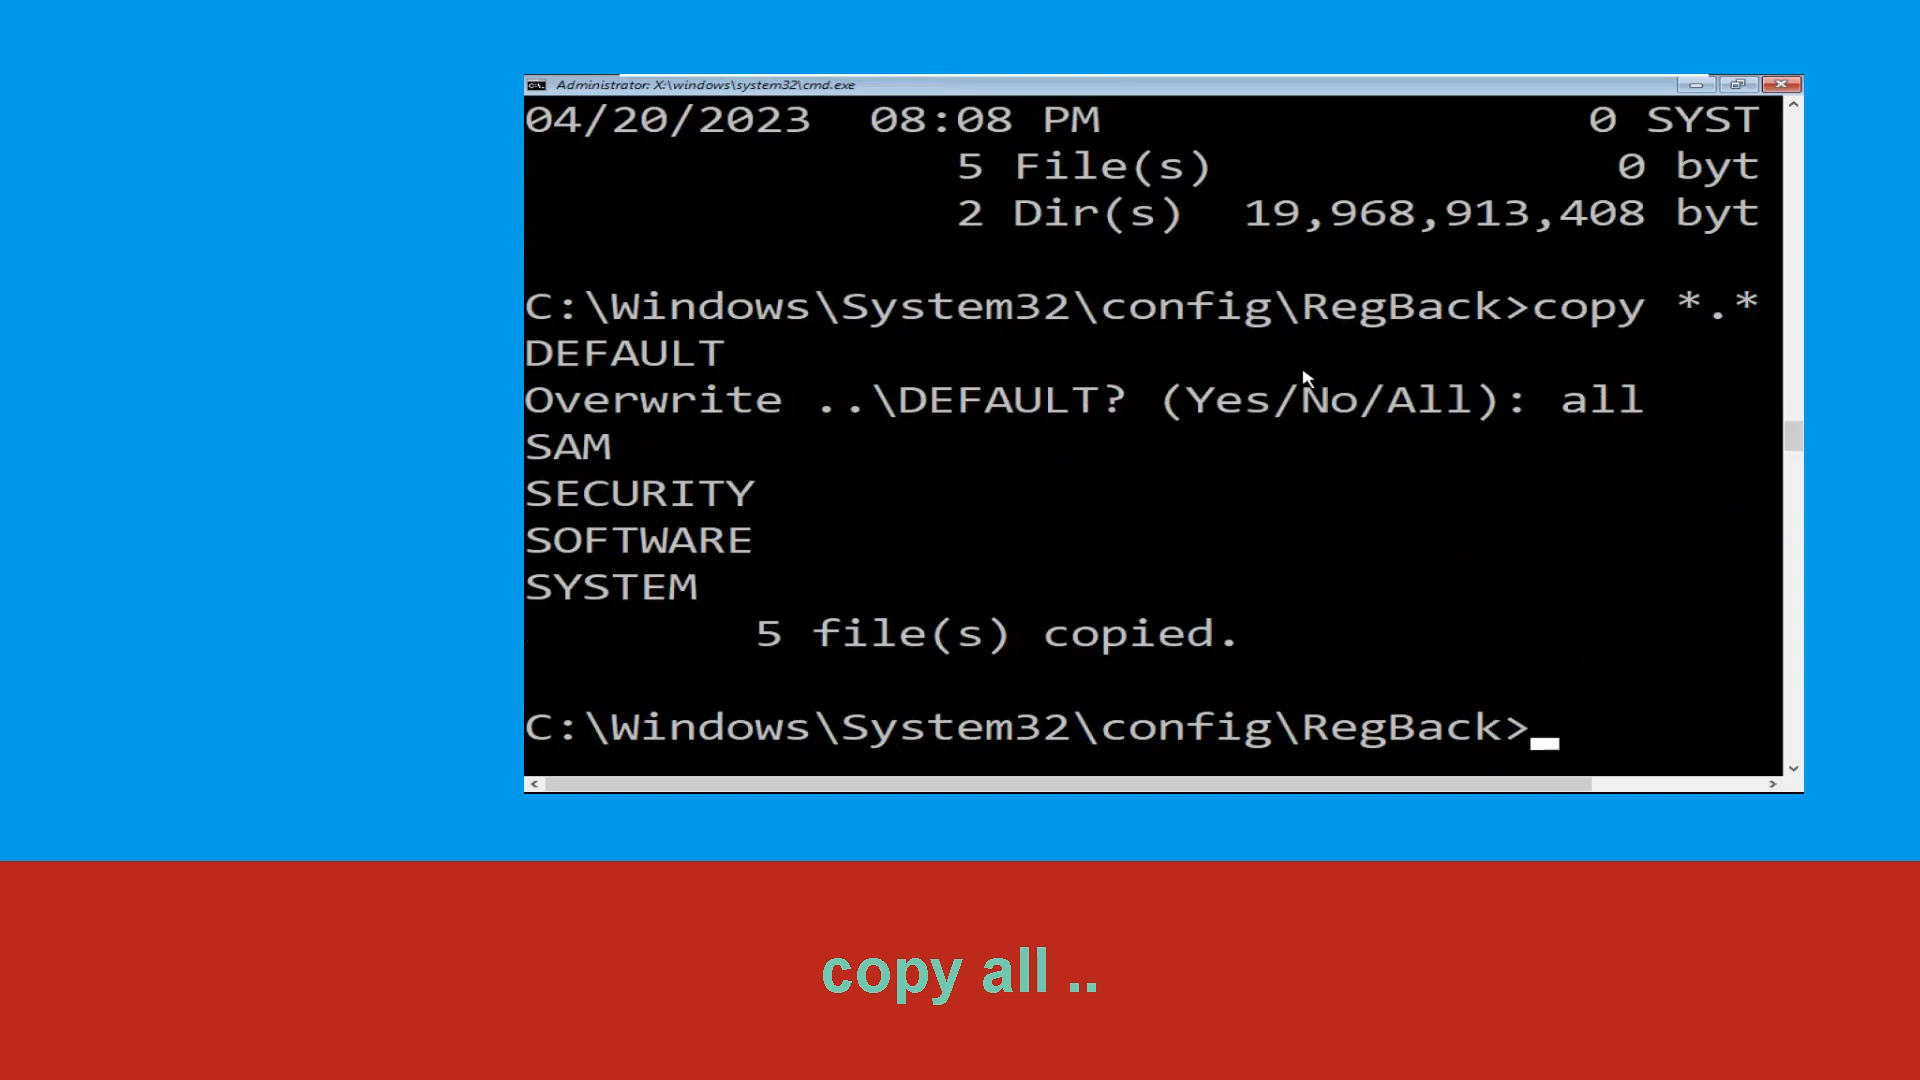 Administrator: X:\windows\system32\cmd.exe
04/20/2023  08:08 PM                 0 SYST
               5 File(s)              0 byt
               2 Dir(s)  19,968,913,408 byt
C:\Windows\System32\config\RegBack>copy *.*
DEFAULT
Overwrite ..\DEFAULT? (Yes/No/All): all
SAM
SECURITY
SOFTWARE
SYSTEM
        5 file(s) copied.
C:\Windows\System32\config\RegBack>
copy all ..